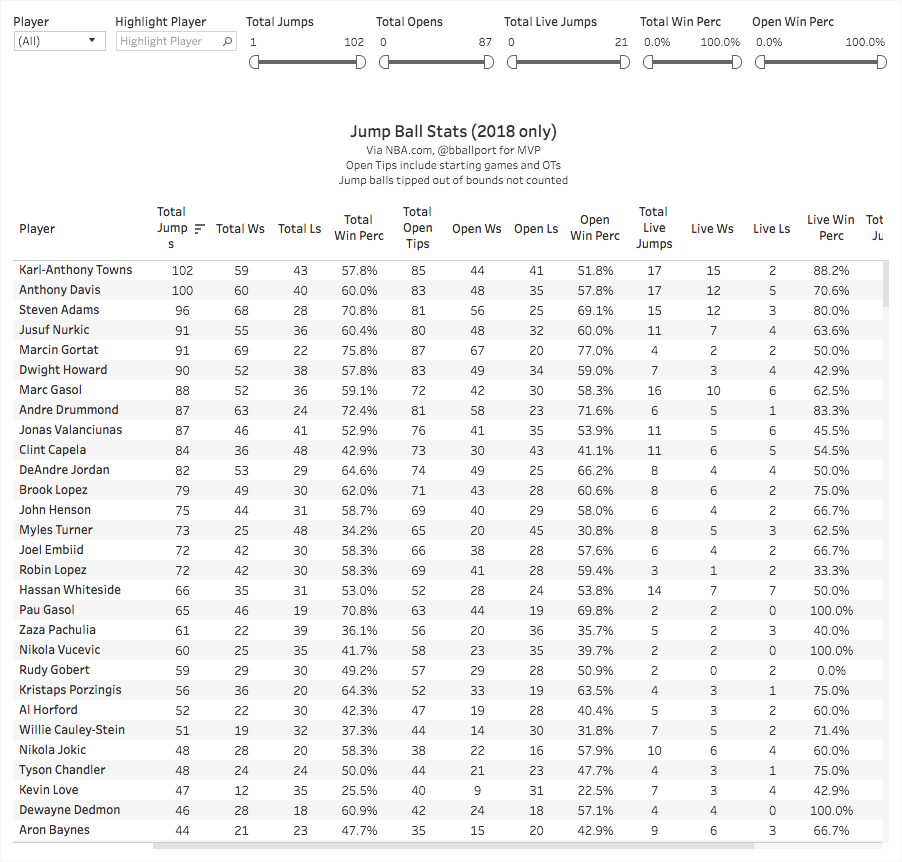 Player Highlight Player Total Jumps Total Opens Total Live Jumps Total Win Perc Open Win Perc
(All) Highlight Player 1 102 0 87 0 21 0.0% 100.0% 0.0% 100.0%
Jump Ball Stats (2018 only)
Via NBA.com, @bballport for MVP
Open Tips include starting games and OTs
Jump balls tipped out of bounds not counted
Player Total Jumps Total Ws Total Ls Total Win Perc Total Open Tips Open Ws Open Ls Open Win Perc Total Live Jumps Live Ws Live Ls Live Win Perc Tot Ju
Karl-Anthony Towns 102 59 43 57.8% 85 44 41 51.8% 17 15 2 88.2%
Anthony Davis 100 60 40 60.0% 83 48 35 57.8% 17 12 5 70.6%
Steven Adams 96 68 28 70.8% 81 56 25 69.1% 15 12 3 80.0%
Jusuf Nurkic 91 55 36 60.4% 80 48 32 60.0% 11 7 4 63.6%
Marcin Gortat 91 69 22 75.8% 87 67 20 77.0% 4 2 2 50.0%
Dwight Howard 90 52 38 57.8% 83 49 34 59.0% 7 3 4 42.9%
Marc Gasol 88 52 36 59.1% 72 42 30 58.3% 16 10 6 62.5%
Andre Drummond 87 63 24 72.4% 81 58 23 71.6% 6 5 1 83.3%
Jonas Valanciunas 87 46 41 52.9% 76 41 35 53.9% 11 5 6 45.5%
Clint Capela 84 36 48 42.9% 73 30 43 41.1% 11 6 5 54.5%
DeAndre Jordan 82 53 29 64.6% 74 49 25 66.2% 8 4 4 50.0%
Brook Lopez 79 49 30 62.0% 71 43 28 60.6% 8 6 2 75.0%
John Henson 75 44 31 58.7% 69 40 29 58.0% 6 4 2 66.7%
Myles Turner 73 25 48 34.2% 65 20 45 30.8% 8 5 3 62.5%
Joel Embiid 72 42 30 58.3% 66 38 28 57.6% 6 4 2 66.7%
Robin Lopez 72 42 30 58.3% 69 41 28 59.4% 3 1 2 33.3%
Hassan Whiteside 66 35 31 53.0% 52 28 24 53.8% 14 7 7 50.0%
Pau Gasol 65 46 19 70.8% 63 44 19 69.8% 2 2 0 100.0%
Zaza Pachulia 61 22 39 36.1% 56 20 36 35.7% 5 2 3 40.0%
Nikola Vucevic 60 25 35 41.7% 58 23 35 39.7% 2 2 0 100.0%
Rudy Gobert 59 29 30 49.2% 57 29 28 50.9% 2 0 2 0.0%
Kristaps Porzingis 56 36 20 64.3% 52 33 19 63.5% 4 3 1 75.0%
Al Horford 52 22 30 42.3% 47 19 28 40.4% 5 3 2 60.0%
Willie Cauley-Stein 51 19 32 37.3% 44 14 30 31.8% 7 5 2 71.4%
Nikola Jokic 48 28 20 58.3% 38 22 16 57.9% 10 6 4 60.0%
Tyson Chandler 48 24 24 50.0% 44 21 23 47.7% 4 3 1 75.0%
Kevin Love 47 12 35 25.5% 40 9 31 22.5% 7 3 4 42.9%
Dewayne Dedmon 46 28 18 60.9% 42 24 18 57.1% 4 4 0 100.0%
Aron Baynes 44 21 23 47.7% 35 15 20 42.9% 9 6 3 66.7%